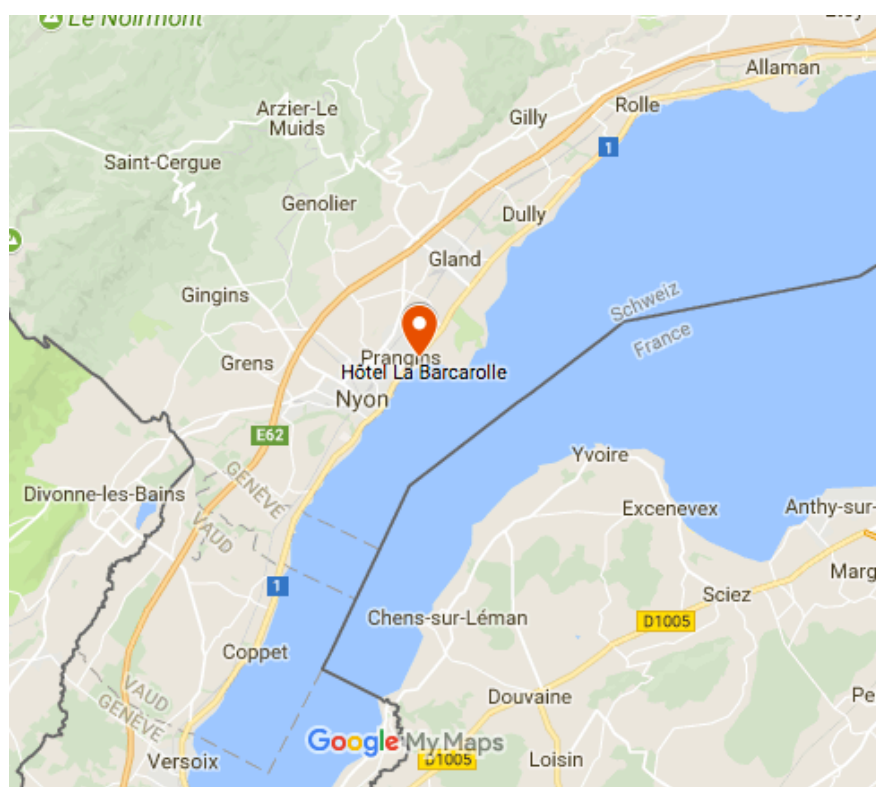 Le Noirmont
Allaman
Rolle
Arzier-Le
Muids
Gilly
1
Saint-Cergue
Genolier
Dully
Gland
Gingins
Schweiz
France
Prangins
Grens
Hôtel La Barcarolle
Nyon
E62
Yvoire
GENÈVE
VAUD
Divonne-les-Bains
Excenevex
Anthy-sur-
1
Marg
Sciez
Chens-sur-Léman
D1005
Coppet
VAUD
GENÈVE
Douvaine
Pe
Google My Maps
D1005
Versoix
Loisin